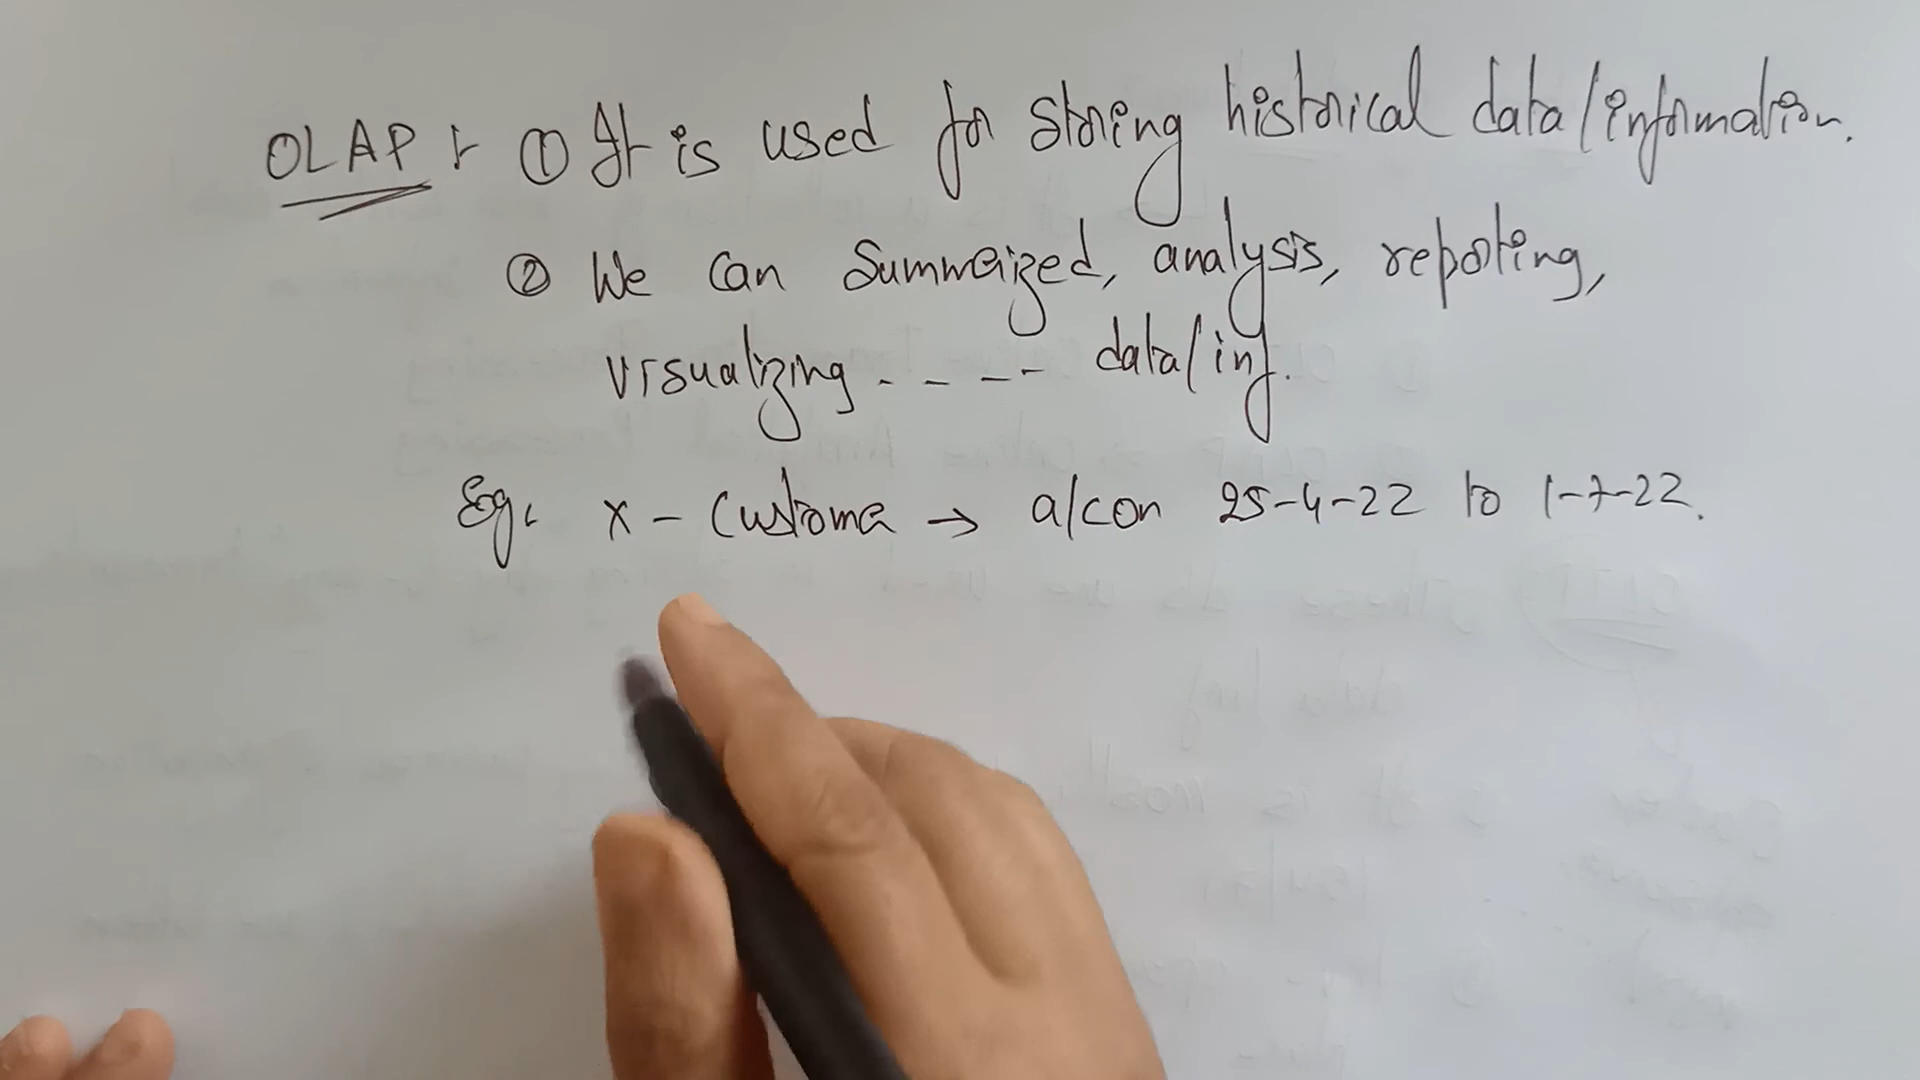 OLAP :- ① It is used for storing historical data/information.
② We can Summerized, analysis, reporting,
visualizing - - - - data/inf.
Eg: x - Customer → a/c on 25-4-22 to 1-7-22.